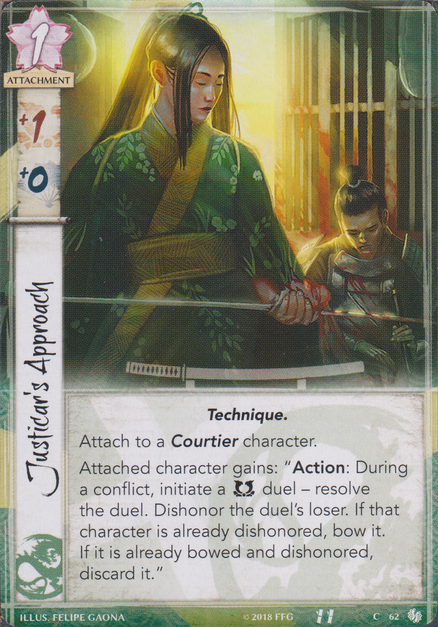 1
ATTACHMENT
+1
+0
Justicar's Approach
Technique.
Attach to a Courtier character.
Attached character gains: “Action: During
a conflict, initiate a duel – resolve
the duel. Dishonor the duel’s loser. If that
character is already dishonored, bow it.
If it is already bowed and dishonored,
discard it.”
ILLUS. FELIPE GAONA © 2018 FFG C 62